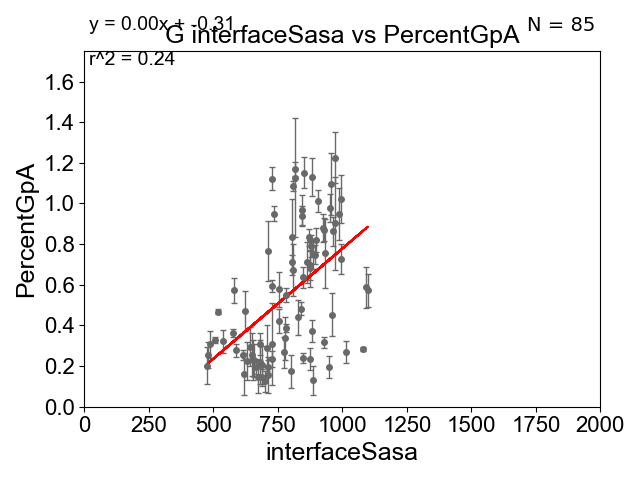 y = 0.00x + -0.31
N = 85
G interfaceSasa vs PercentGpA
r^2 = 0.24
PercentGpA
1.6
1.4
1.2
1.0
0.8
0.6
0.4
0.2
0.0
0 250 500 750 1000 1250 1500 1750 2000
interfaceSasa